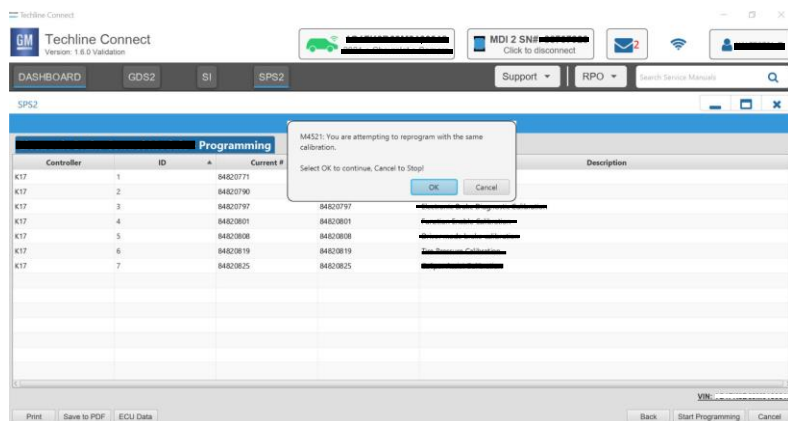 Techline Connect
GM
Techline Connect
Version: 1.6.0 Validation
MDI 2 SN#
Click to disconnect
2
DASHBOARD GDS2 SI SPS2 Support RPO Search Service Manuals
SPS2
Programming
M4521: You are attempting to reprogram with the same
calibration.
Select OK to continue, Cancel to Stop!
OK Cancel
Controller ID Current # Description
K17 1 84820771
K17 2 84820790
K17 3 84820797 84820797
K17 4 84820801 84820801
K17 5 84820808 84820808
K17 6 84820819 84820819 Tire Pressure Calibration
K17 7 84820825 84820825
VIN:
Print Save to PDF ECU Data Back Start Programming Cancel